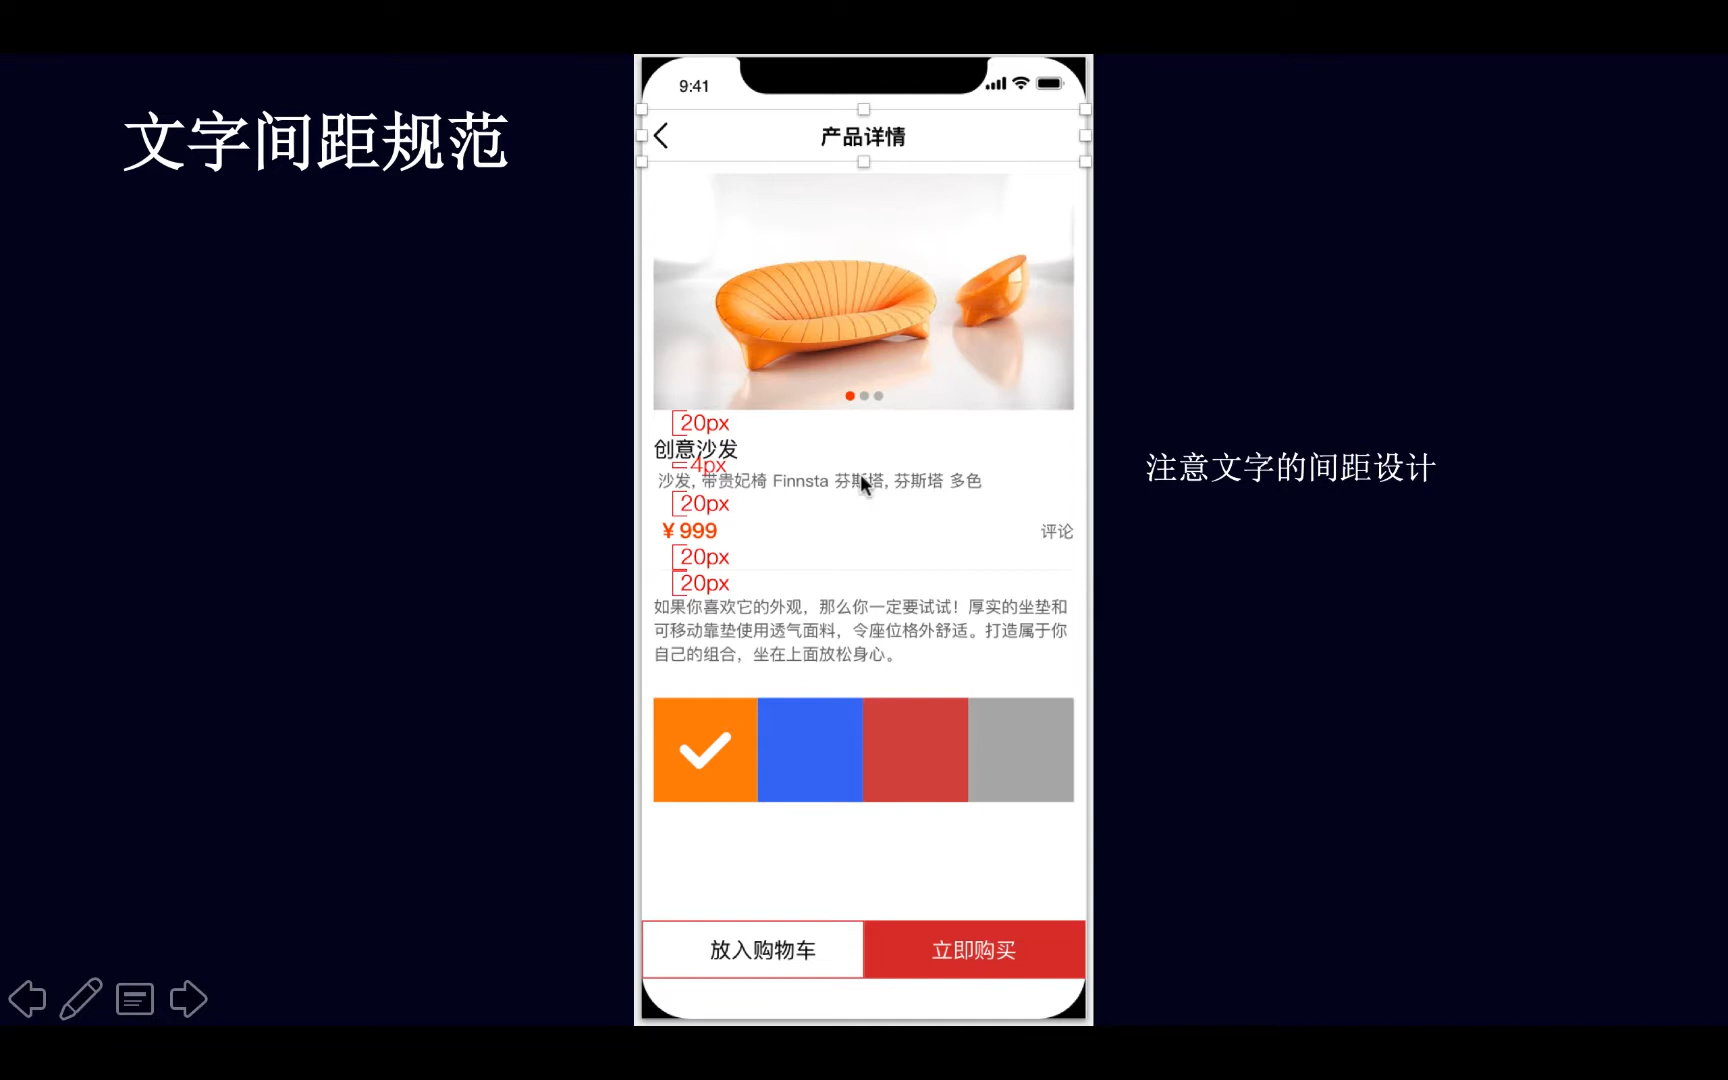 文字间距规范
9:41
产品详情
20px
创意沙发
4px
沙发, 带贵妃椅 Finnsta 芬斯塔, 芬斯塔 多色
20px
¥ 999
评论
20px
20px
如果你喜欢它的外观，那么你一定要试试！厚实的坐垫和
可移动靠垫使用透气面料，令座位格外舒适。打造属于你
自己的组合，坐在上面放松身心。
放入购物车
立即购买
注意文字的间距设计